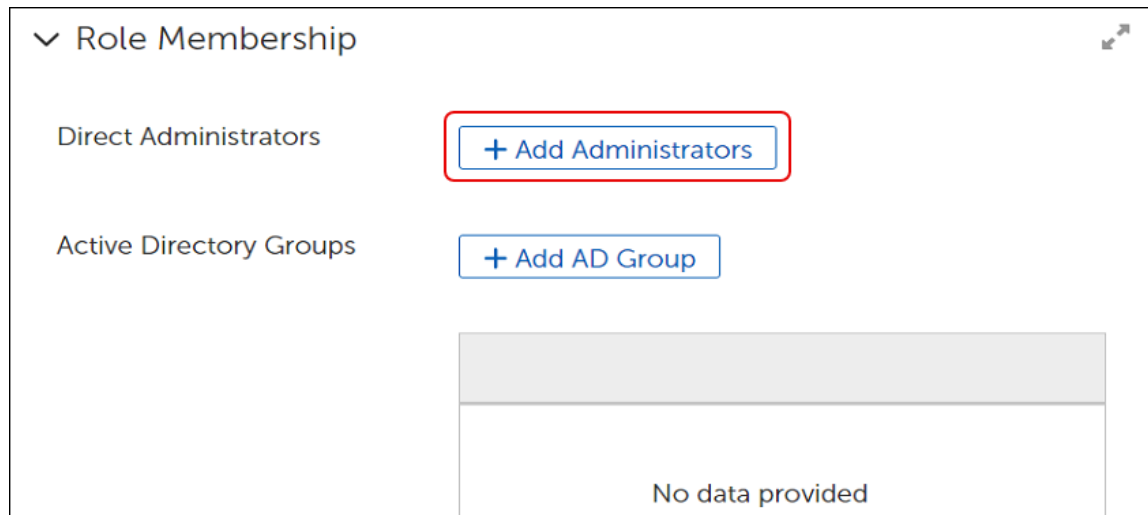 Role Membership
Direct Administrators
+ Add Administrators
Active Directory Groups
+ Add AD Group
No data provided